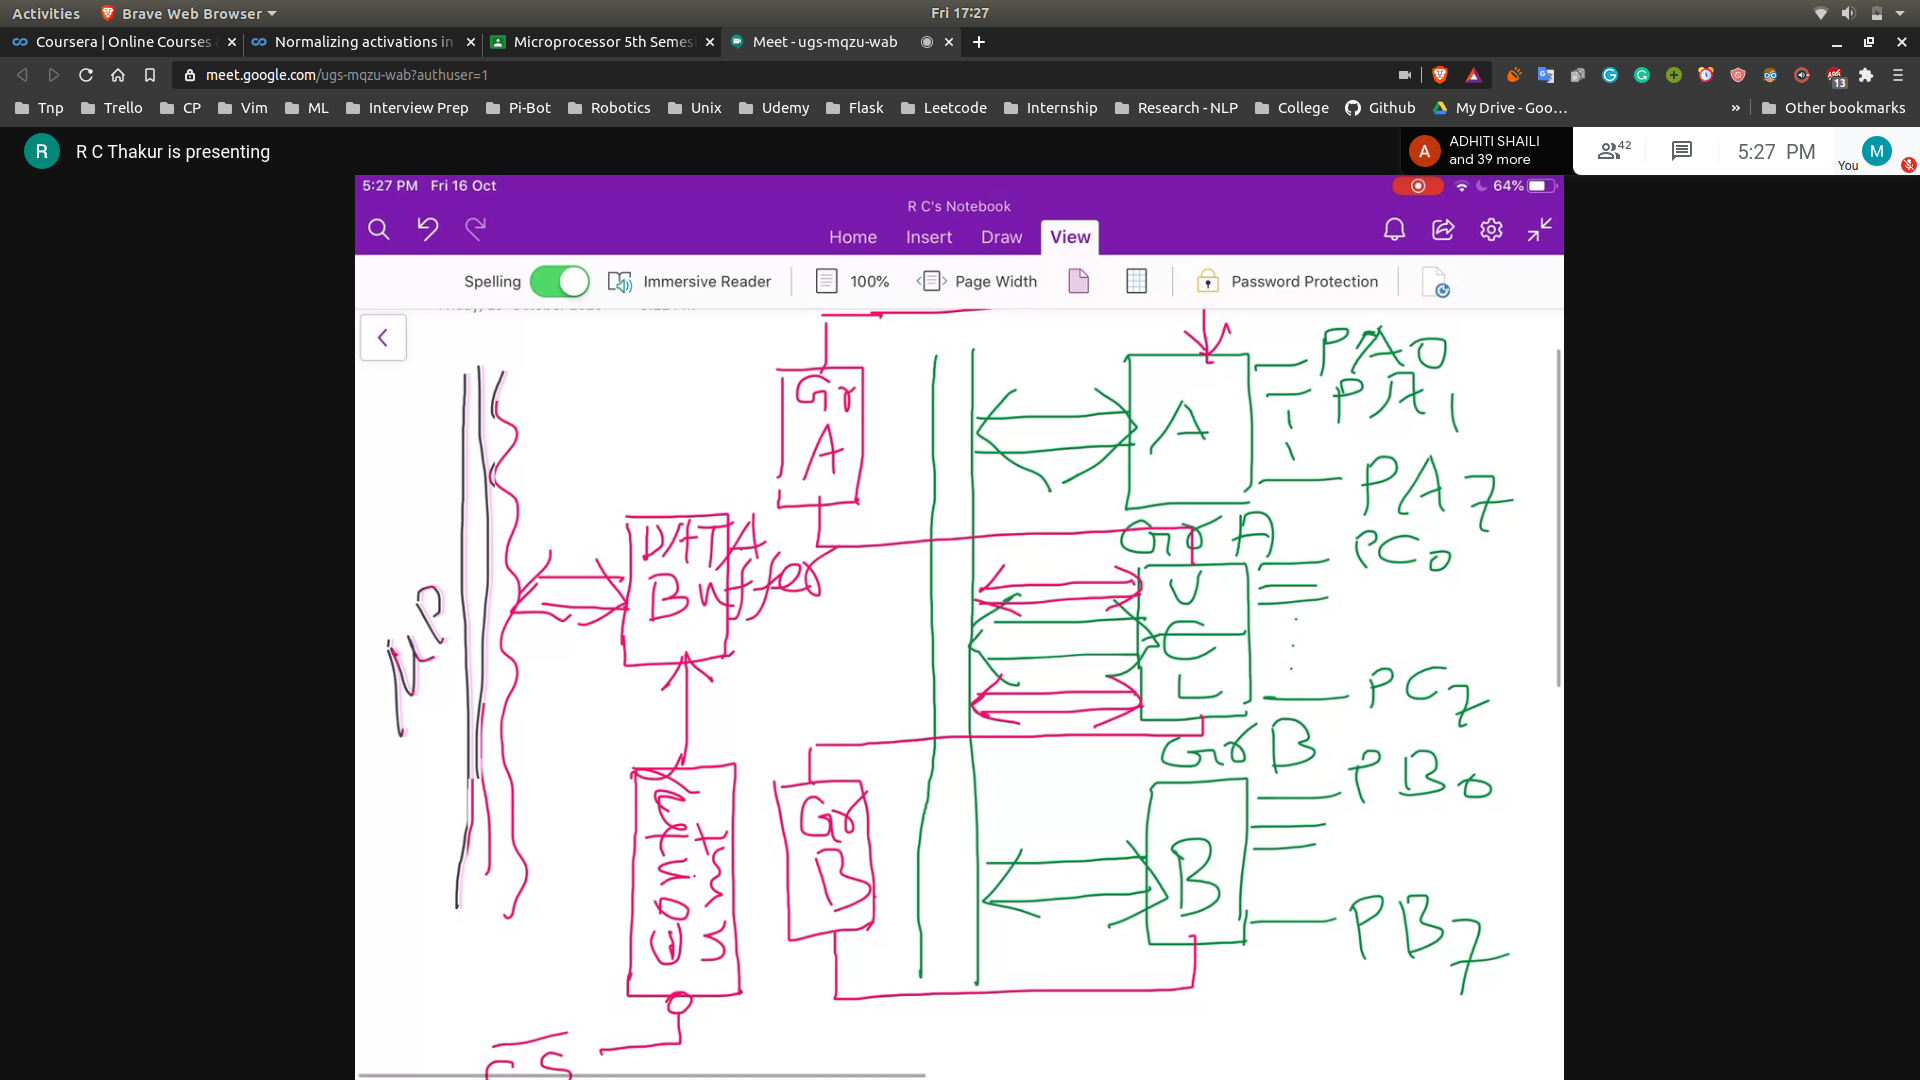 Activities Brave Web Browser Fri 17:27
Coursera | Online Courses Normalizing activations in Microprocessor 5th Semes Meet - ugs-mqzu-wab
meet.google.com/ugs-mqzu-wab?authuser=1 13
Tnp Trello CP Vim ML Interview Prep Pi-Bot Robotics Unix Udemy Flask Leetcode Internship Research - NLP College Github My Drive - Goo... » Other bookmarks
R R C Thakur is presenting
A ADHITI SHAILI
and 39 more
42 5:27 PM You M
5:27 PM Fri 16 Oct 64%
R C's Notebook
Home Insert Draw View
Spelling Immersive Reader 100% Page Width Password Protection
PA0
PA1
Gr
A
A
PA7
Gr A
PC0
DATA
Buffer
U
C
L
μP
PC7
Gr B
PB0
Gr
B
B
PB7
CS